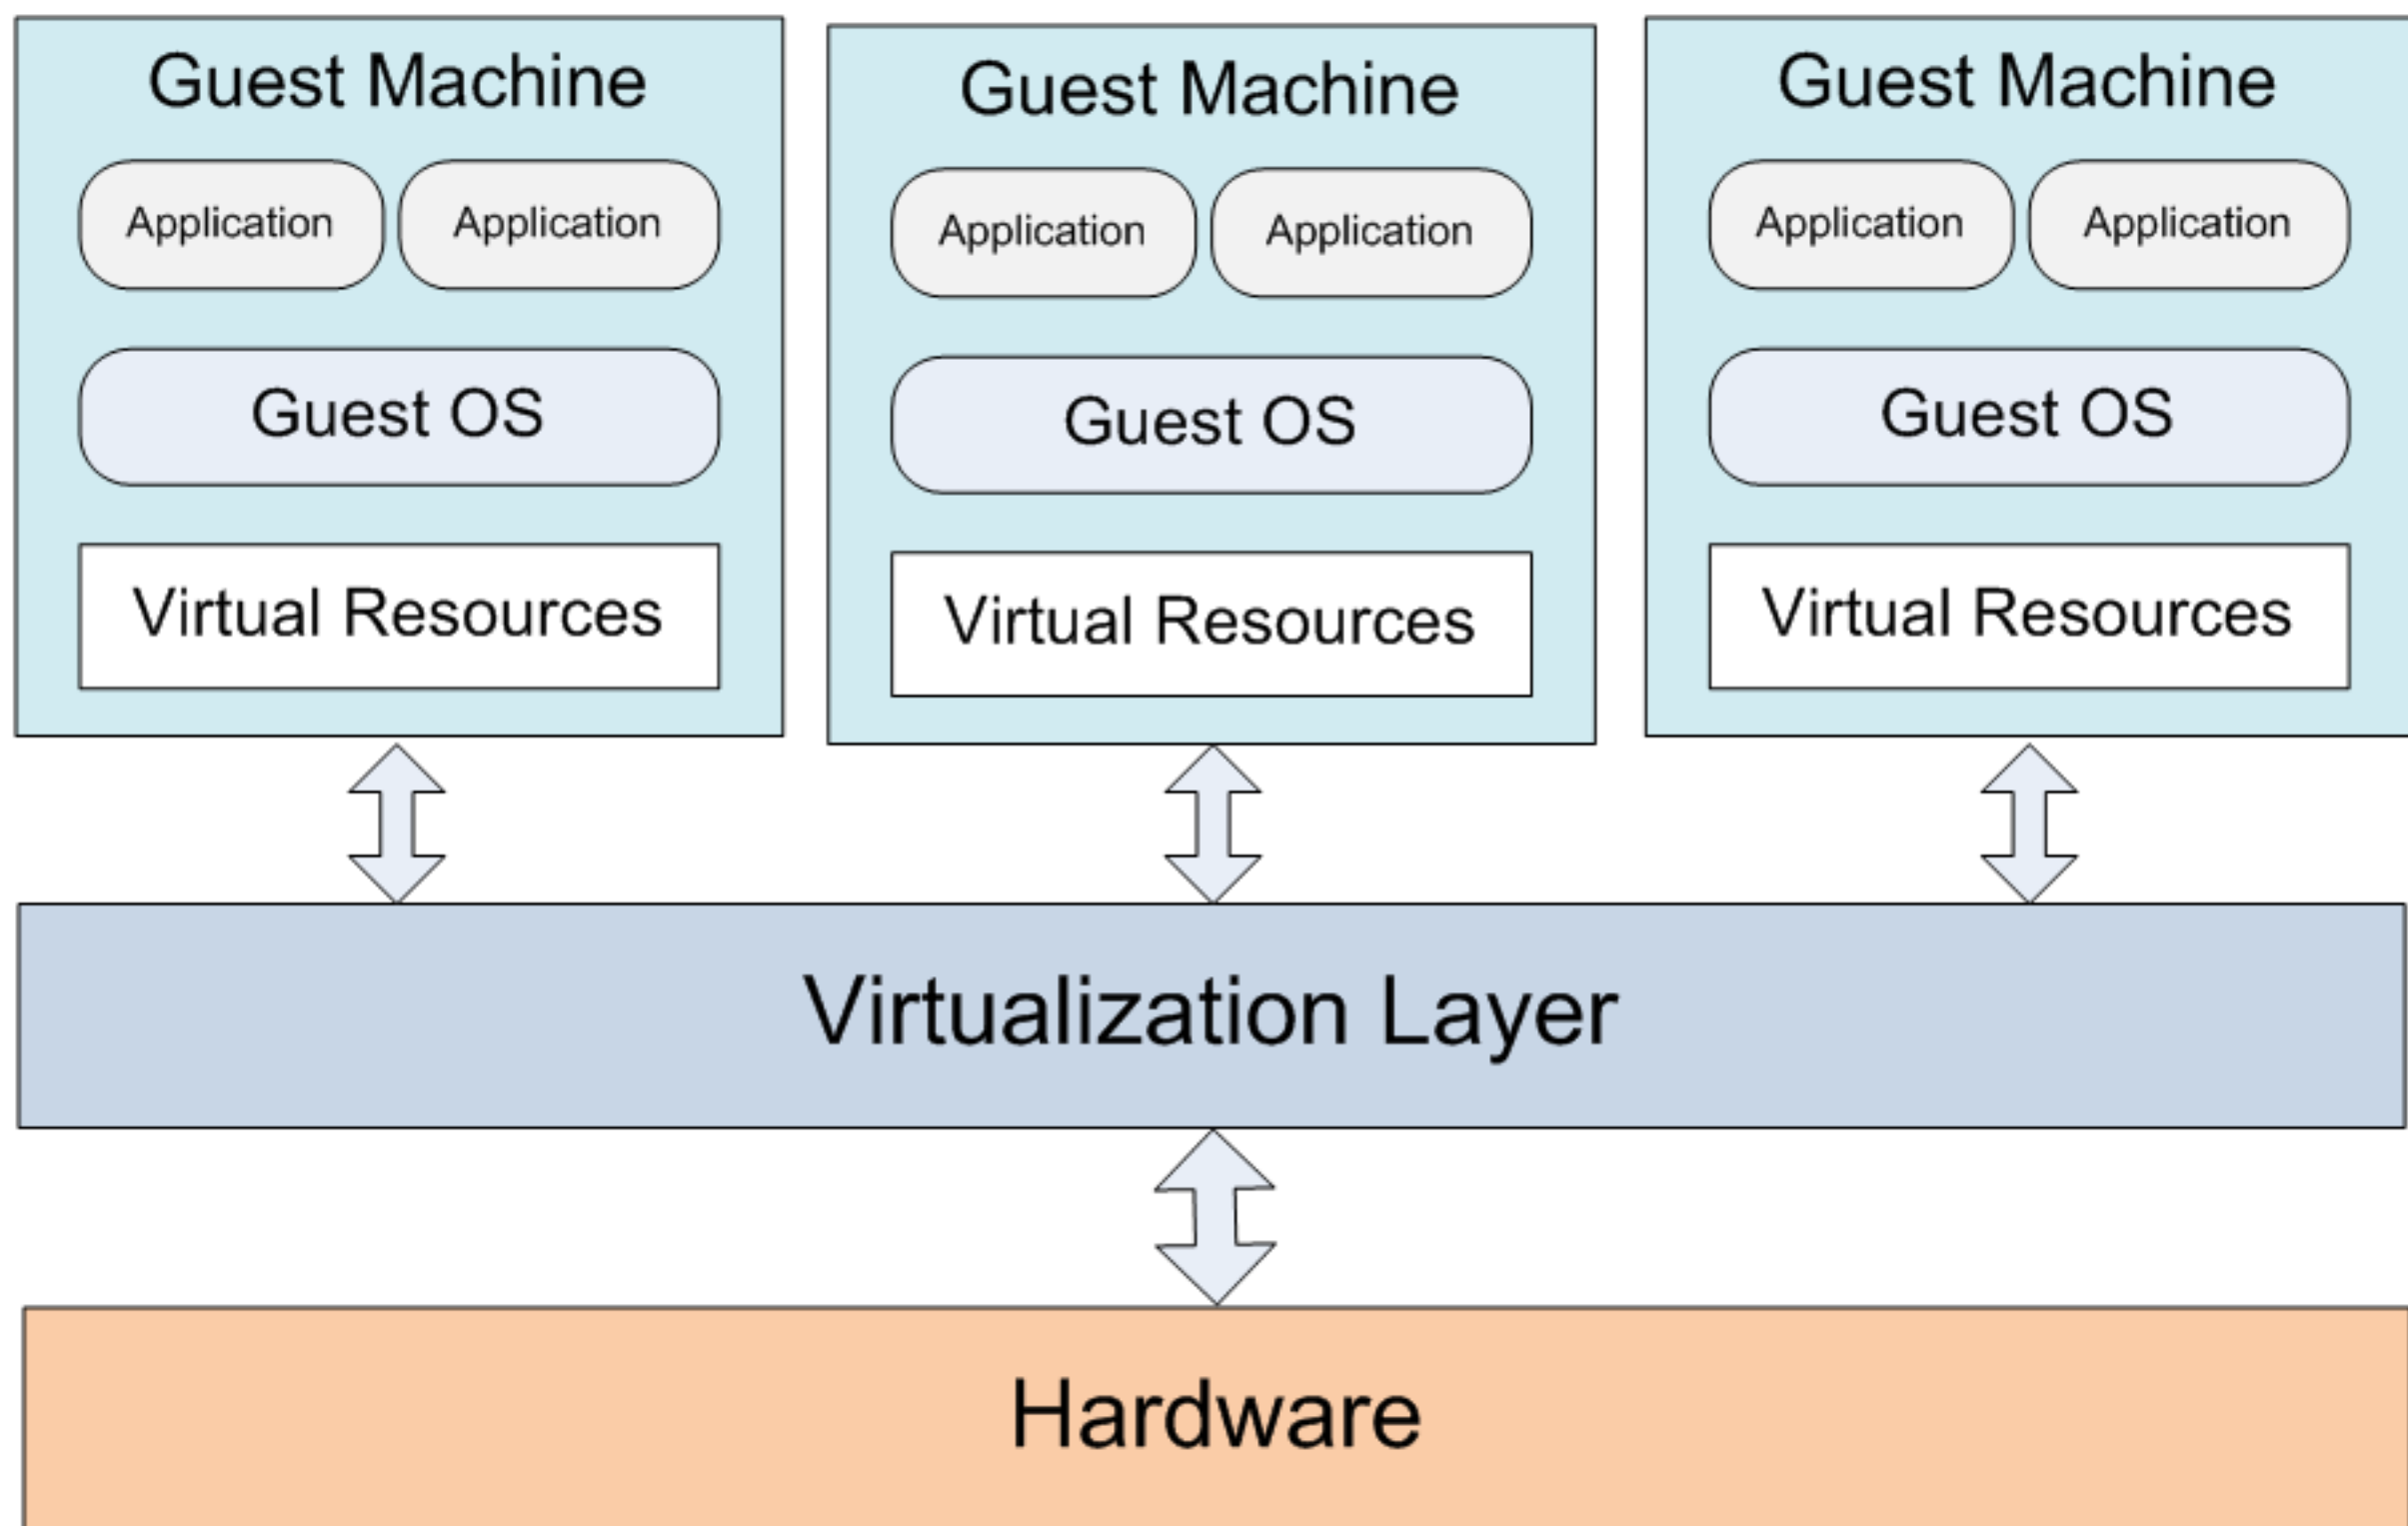 Guest Machine
Application
Application
Guest OS
Virtual Resources
Guest Machine
Application
Application
Guest OS
Virtual Resources
Guest Machine
Application
Application
Guest OS
Virtual Resources
Virtualization Layer
Hardware